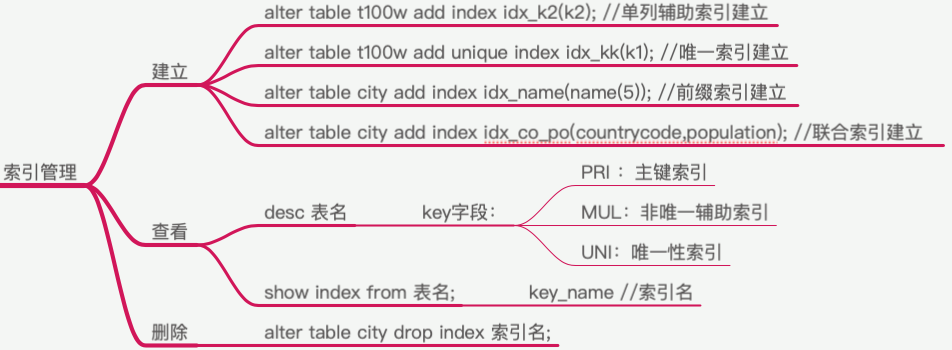 索引管理
建立
alter table t100w add index idx_k2(k2); //单列辅助索引建立
alter table t100w add unique index idx_kk(k1); //唯一索引建立
alter table city add index idx_name(name(5)); //前缀索引建立
alter table city add index idx_co_po(countrycode,population); //联合索引建立
查看
desc 表名
key字段：
PRI ：主键索引
MUL：非唯一辅助索引
UNI：唯一性索引
show index from 表名;
key_name //索引名
删除
alter table city drop index 索引名;